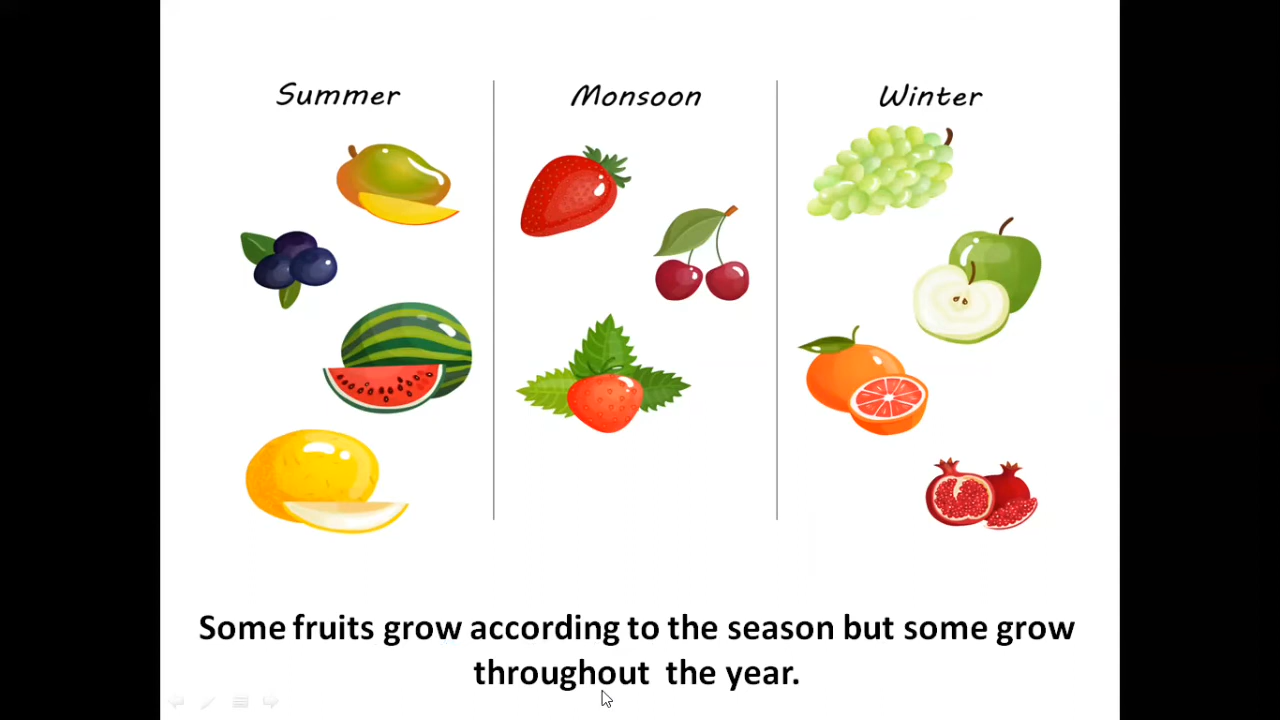 Summer
Monsoon
Winter
Some fruits grow according to the season but some grow
throughout the year.